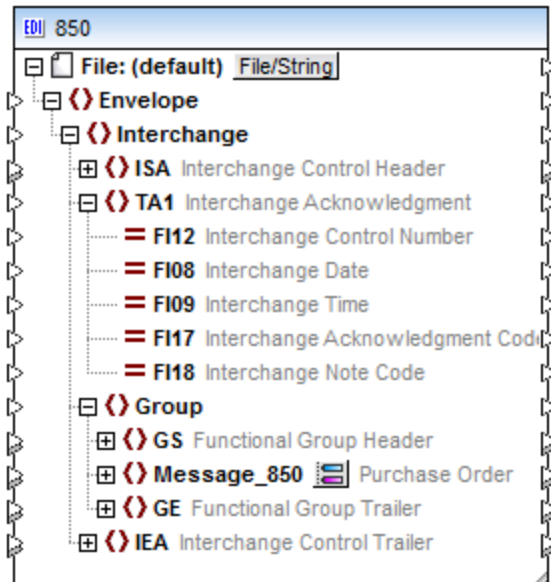 EDI 850
File: (default) File/String
Envelope
Interchange
ISA Interchange Control Header
TA1 Interchange Acknowledgment
FI12 Interchange Control Number
FI08 Interchange Date
FI09 Interchange Time
FI17 Interchange Acknowledgment Code
FI18 Interchange Note Code
Group
GS Functional Group Header
Message_850 Purchase Order
GE Functional Group Trailer
IEA Interchange Control Trailer